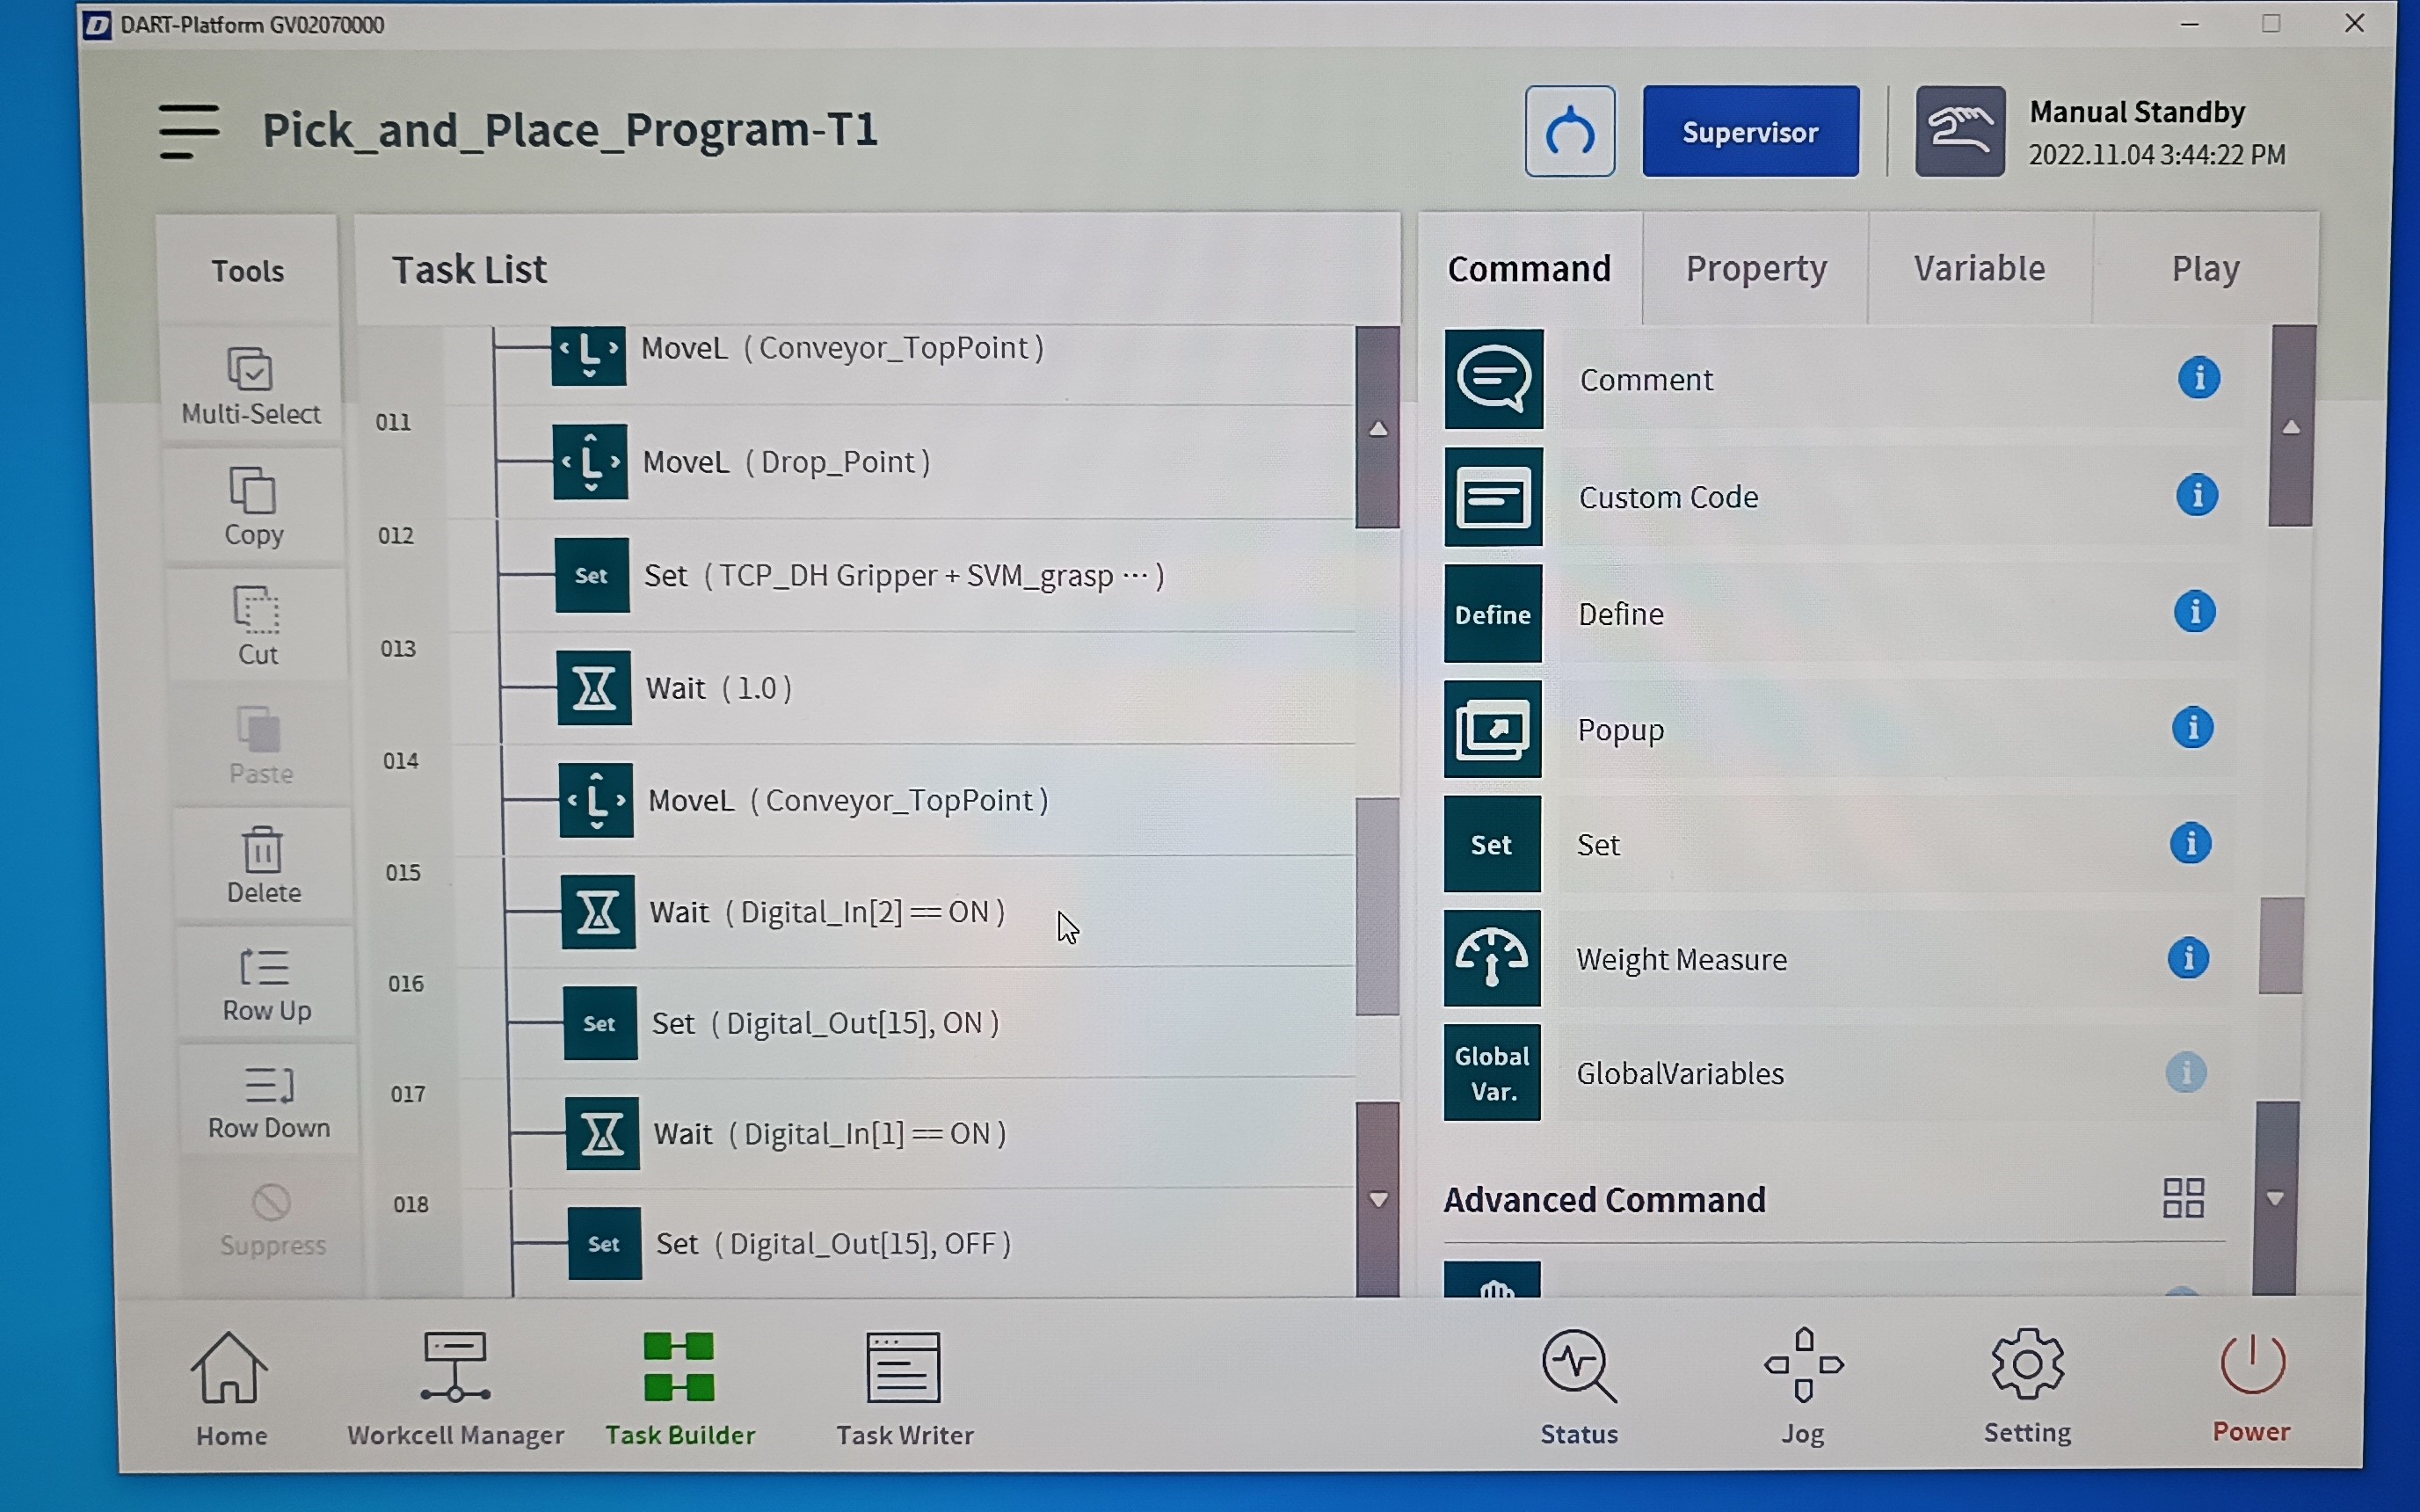 DART-Platform GV02070000
Pick_and_Place_Program-T1
Supervisor
Manual Standby
2022.11.04 3:44:22 PM
Tools
Multi-Select
Copy
Cut
Paste
Delete
Row Up
Row Down
Suppress
Task List
MoveL ( Conveyor_TopPoint )
011
MoveL ( Drop_Point )
012
Set Set ( TCP_DH Gripper + SVM_grasp ··· )
013
Wait ( 1.0 )
014
MoveL ( Conveyor_TopPoint )
015
Wait ( Digital_In[2] == ON )
016
Set Set ( Digital_Out[15], ON )
017
Wait ( Digital_In[1] == ON )
018
Set Set ( Digital_Out[15], OFF )
Command Property Variable Play
Comment
Custom Code
Define Define
Popup
Set Set
Weight Measure
Global Var. GlobalVariables
Advanced Command
Home Workcell Manager Task Builder Task Writer Status Jog Setting Power